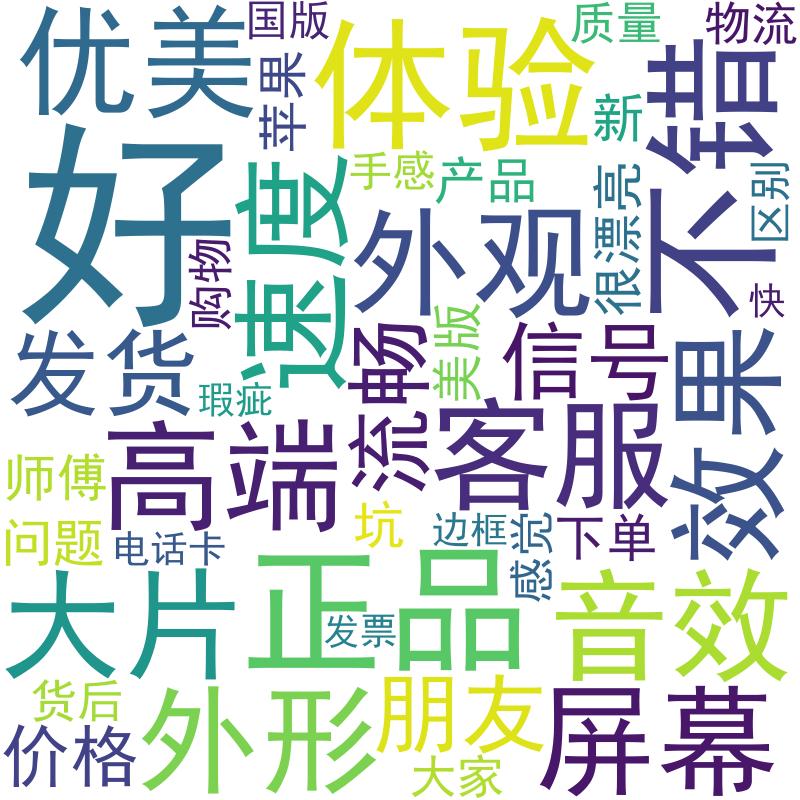 优美
国版
体验
质量
物流
苹果
不错
新
好
速度
手感
产品
很漂亮
区别
购物
外观
快
发货
流畅
美版
信号
效果
瑕疵
高端
客服
师傅
问题
电话卡
坑
边框
感觉
下单
大片
正品
发票
音效
货后
外形
朋友
屏幕
价格
大家